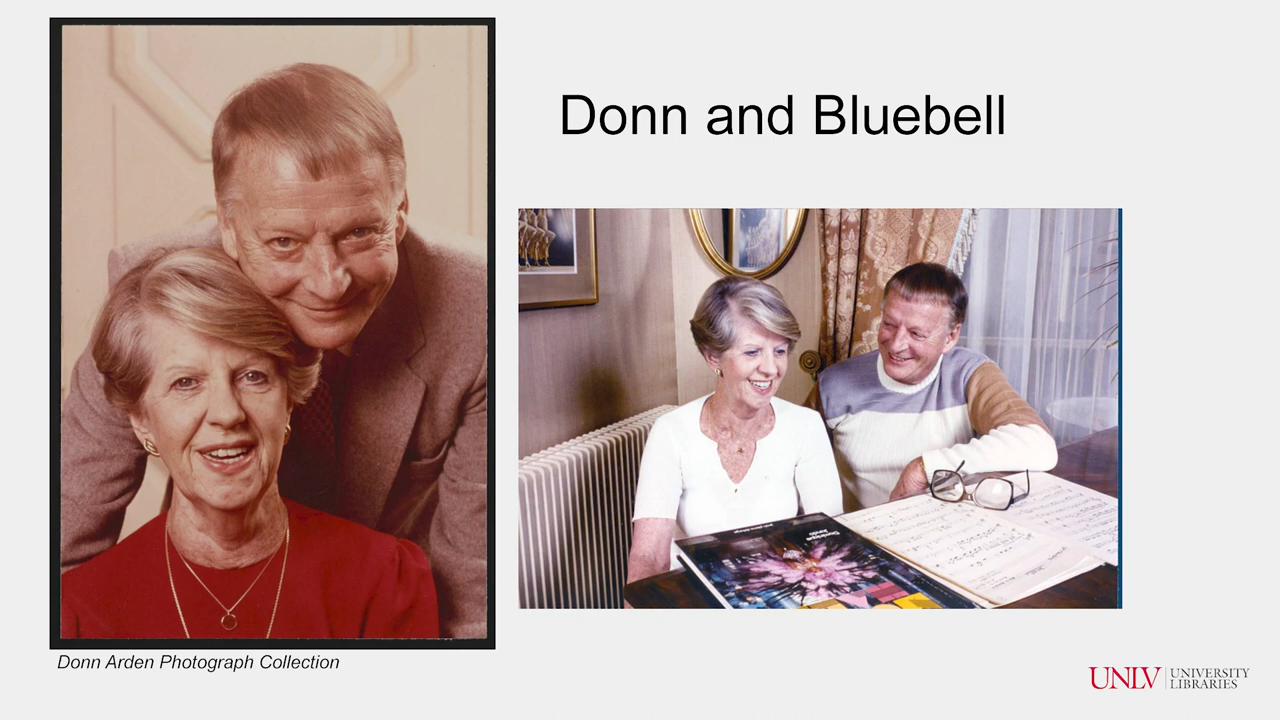 Donn and Bluebell
Donn Arden Photograph Collection
UNLV
UNIVERSITY
LIBRARIES